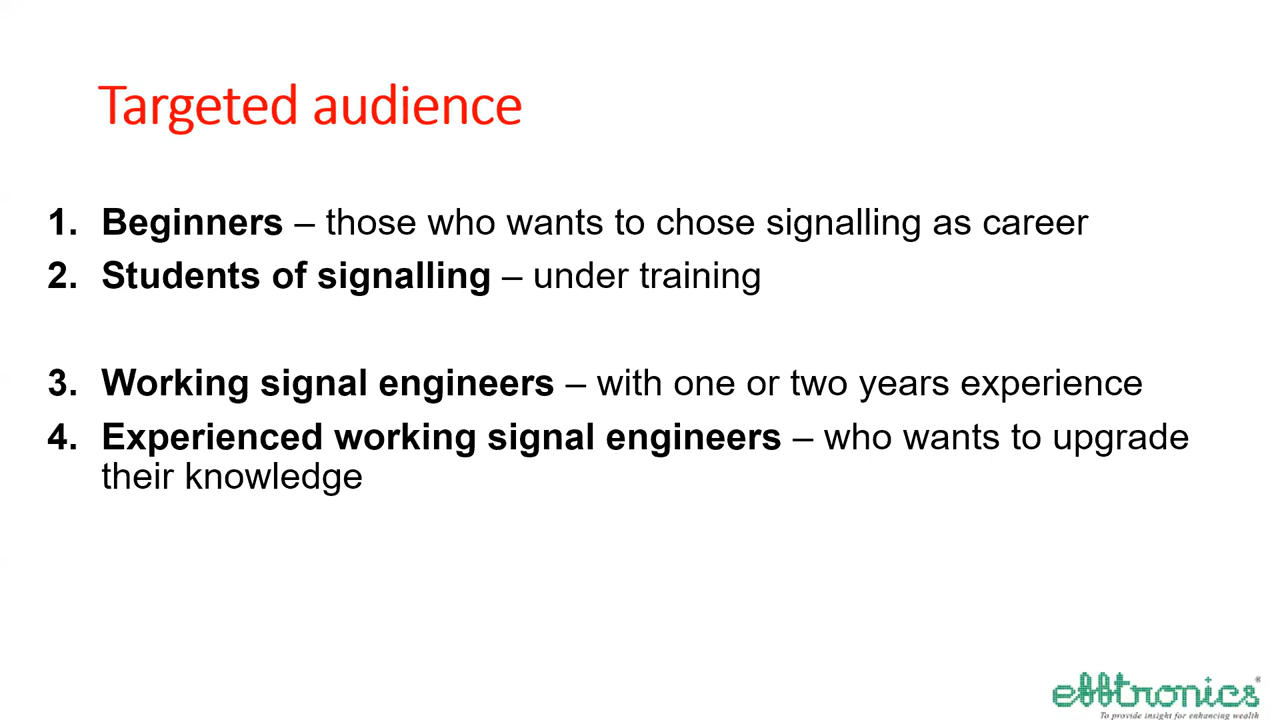 Targeted audience
1. Beginners – those who wants to chose signalling as career
2. Students of signalling – under training
3. Working signal engineers – with one or two years experience
4. Experienced working signal engineers – who wants to upgrade
their knowledge
efftronics®
To provide insight for enhancing wealth